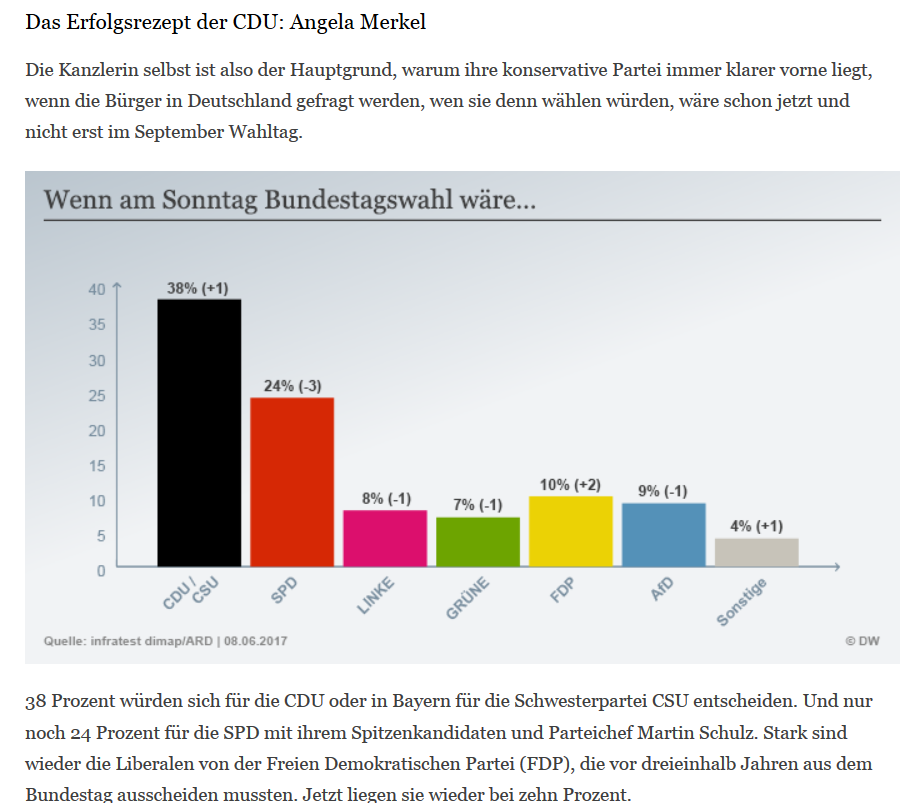 Das Erfolgsrezept der CDU: Angela Merkel
Die Kanzlerin selbst ist also der Hauptgrund, warum ihre konservative Partei immer klarer vorne liegt,
wenn die Bürger in Deutschland gefragt werden, wen sie denn wählen würden, wäre schon jetzt und
nicht erst im September Wahltag.
Wenn am Sonntag Bundestagswahl wäre...
40
35
30
25
20
15
10
5
0
38% (+1)
24% (-3)
8% (-1)
7% (-1)
10% (+2)
9% (-1)
4% (+1)
CDU /
CSU
SPD
LINKE
GRÜNE
FDP
AfD
Sonstige
Quelle: infratest dimap/ARD | 08.06.2017
© DW
38 Prozent würden sich für die CDU oder in Bayern für die Schwesterpartei CSU entscheiden. Und nur
noch 24 Prozent für die SPD mit ihrem Spitzenkandidaten und Parteichef Martin Schulz. Stark sind
wieder die Liberalen von der Freien Demokratischen Partei (FDP), die vor dreieinhalb Jahren aus dem
Bundestag ausscheiden mussten. Jetzt liegen sie wieder bei zehn Prozent.